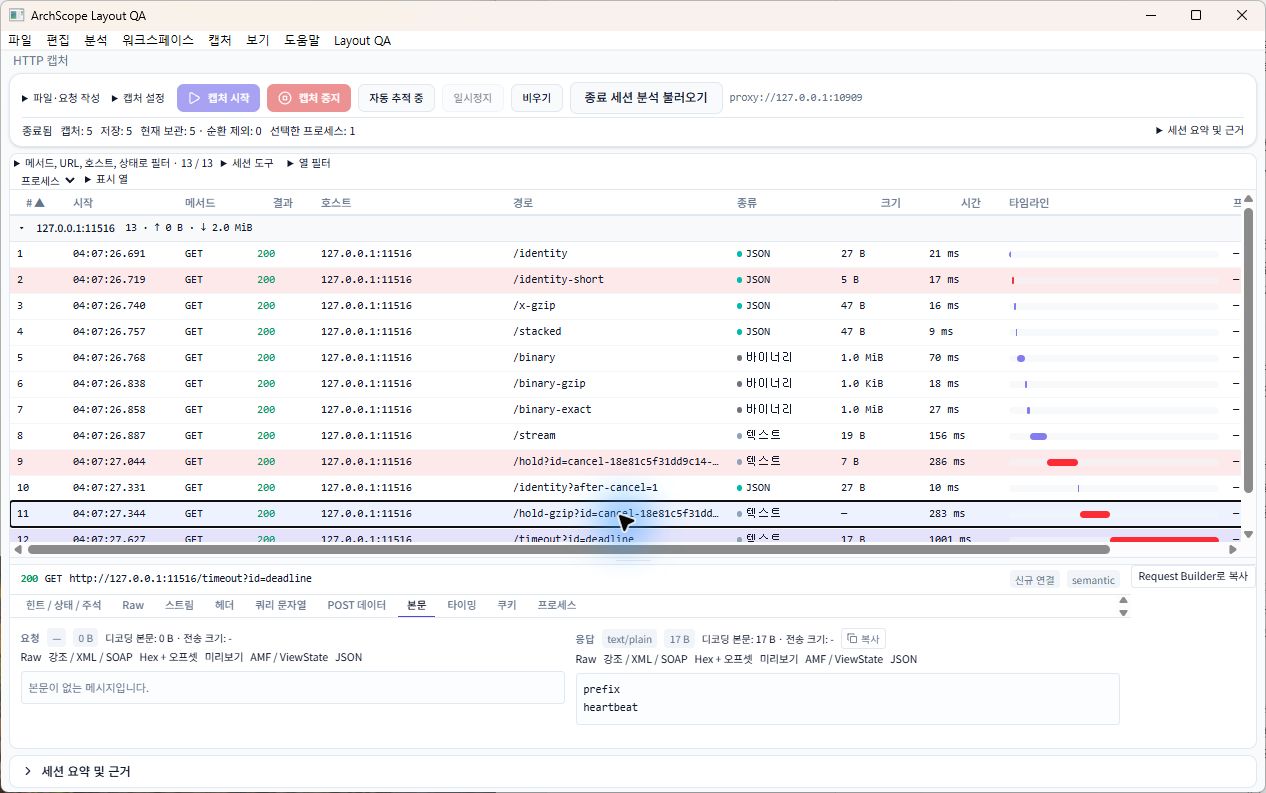 ArchScope Layout QA
파일 편집 분석 워크스페이스 캡처 보기 도움말 Layout QA
HTTP 캡처
▶ 파일·요청 작성 ▶ 캡처 설정 캡처 시작 캡처 중지 자동 추적 중 일시정지 비우기 종료 세션 분석 불러오기 proxy://127.0.0.1:10909
종료됨 캡처: 5 저장: 5 현재 보관: 5 · 순환 제외: 0 선택한 프로세스: 1 ▶ 세션 요약 및 근거
▶ 메서드, URL, 호스트, 상태로 필터 · 13 / 13 ▶ 세션 도구 ▶ 열 필터
프로세스 ▶ 표시 열
# ▲ 시작 메서드 결과 호스트 경로 종류 크기 시간 타임라인 프
127.0.0.1:11516 13 · ↑ 0 B · ↓ 2.0 MiB
1 04:07:26.691 GET 200 127.0.0.1:11516 /identity JSON 27 B 21 ms —
2 04:07:26.719 GET 200 127.0.0.1:11516 /identity-short JSON 5 B 17 ms —
3 04:07:26.740 GET 200 127.0.0.1:11516 /x-gzip JSON 47 B 16 ms —
4 04:07:26.757 GET 200 127.0.0.1:11516 /stacked JSON 47 B 9 ms —
5 04:07:26.768 GET 200 127.0.0.1:11516 /binary 바이너리 1.0 MiB 70 ms —
6 04:07:26.838 GET 200 127.0.0.1:11516 /binary-gzip 바이너리 1.0 KiB 18 ms —
7 04:07:26.858 GET 200 127.0.0.1:11516 /binary-exact 바이너리 1.0 MiB 27 ms —
8 04:07:26.887 GET 200 127.0.0.1:11516 /stream 텍스트 19 B 156 ms —
9 04:07:27.044 GET 200 127.0.0.1:11516 /hold?id=cancel-18e81c5f31dd9c14-… 텍스트 7 B 286 ms —
10 04:07:27.331 GET 200 127.0.0.1:11516 /identity?after-cancel=1 JSON 27 B 10 ms —
11 04:07:27.344 GET 200 127.0.0.1:11516 /hold-gzip?id=cancel-18e81c5f31dd… 텍스트 — 283 ms —
12 04:07:27.627 GET 200 127.0.0.1:11516 /timeout?id=deadline 텍스트 17 B 1001 ms —
200 GET http://127.0.0.1:11516/timeout?id=deadline 신규 연결 semantic Request Builder로 복사
힌트 / 상태 / 주석 Raw 스트림 헤더 쿼리 문자열 POST 데이터 본문 타이밍 쿠키 프로세스
요청 — 0 B 디코딩 본문: 0 B · 전송 크기: -
Raw 강조 / XML / SOAP Hex + 오프셋 미리보기 AMF / ViewState JSON
본문이 없는 메시지입니다.
응답 text/plain 17 B 디코딩 본문: 17 B · 전송 크기: - 복사
Raw 강조 / XML / SOAP Hex + 오프셋 미리보기 AMF / ViewState JSON
prefix
heartbeat
세션 요약 및 근거